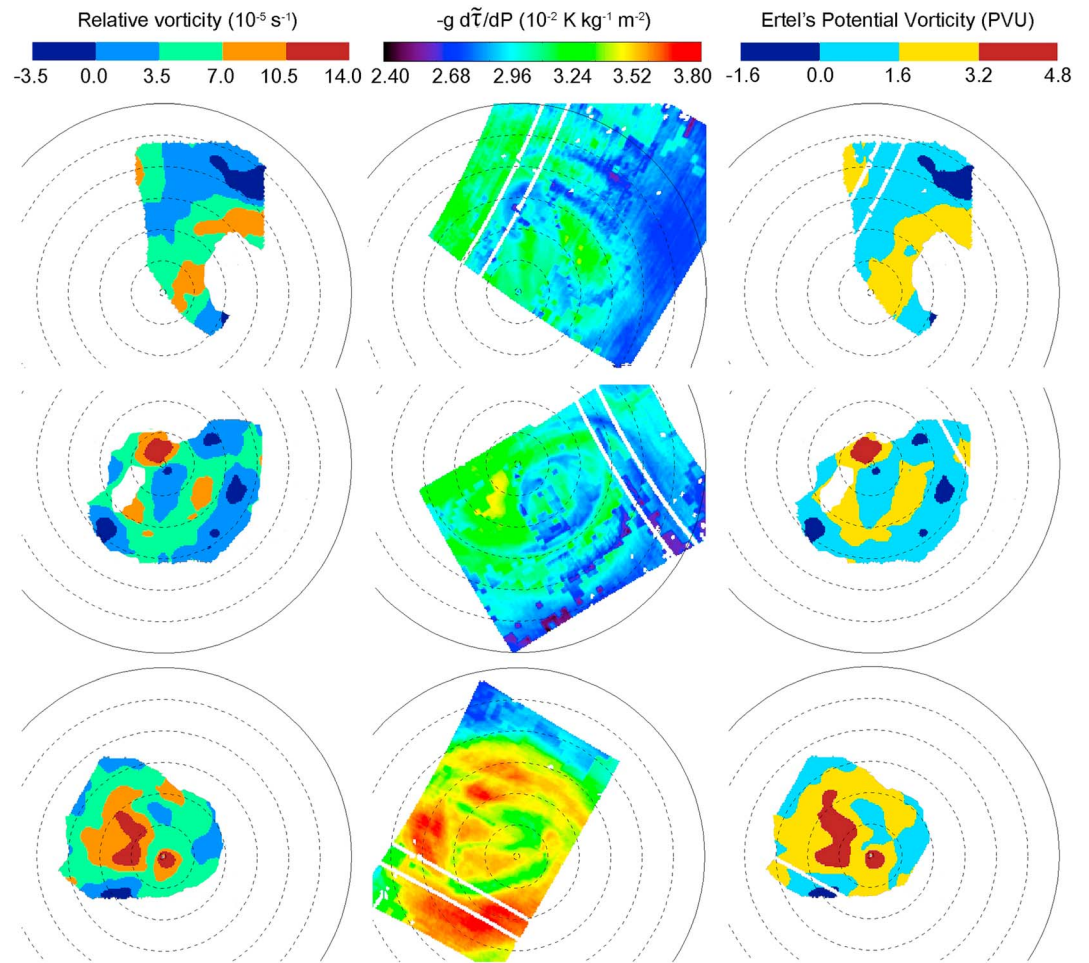 Relative vorticity (10⁻⁵ s⁻¹)
-g dτ̃/dP (10⁻² K kg⁻¹ m⁻²)
Ertel's Potential Vorticity (PVU)
-3.5 0.0 3.5 7.0 10.5 14.0
2.40 2.68 2.96 3.24 3.52 3.80
-1.6 0.0 1.6 3.2 4.8